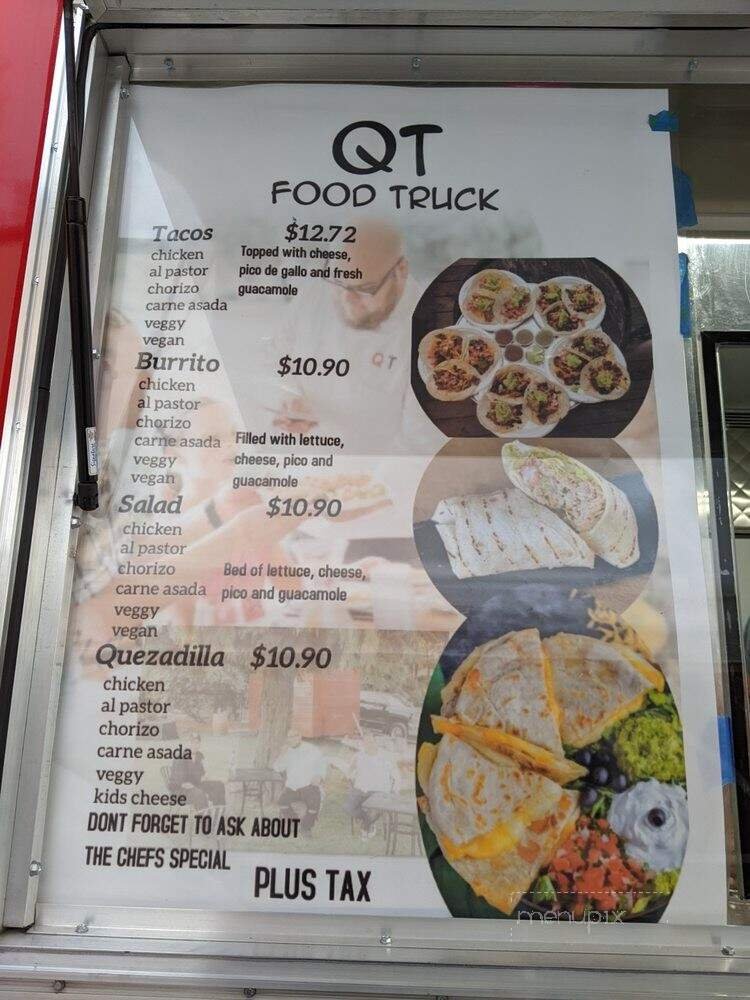 QT
FOOD TRUCK
Tacos $12.72
chicken
al pastor
chorizo
carne asada
veggy
vegan
Topped with cheese,
pico de gallo and fresh
guacamole
Burrito $10.90
chicken
al pastor
chorizo
carne asada
veggy
vegan
Filled with lettuce,
cheese, pico and
guacamole
Salad $10.90
chicken
al pastor
chorizo
carne asada
veggy
vegan
Bed of lettuce, cheese,
pico and guacamole
Quezadilla $10.90
chicken
al pastor
chorizo
carne asada
veggy
kids cheese
DONT FORGET TO ASK ABOUT
THE CHEFS SPECIAL
PLUS TAX
QT
menupix